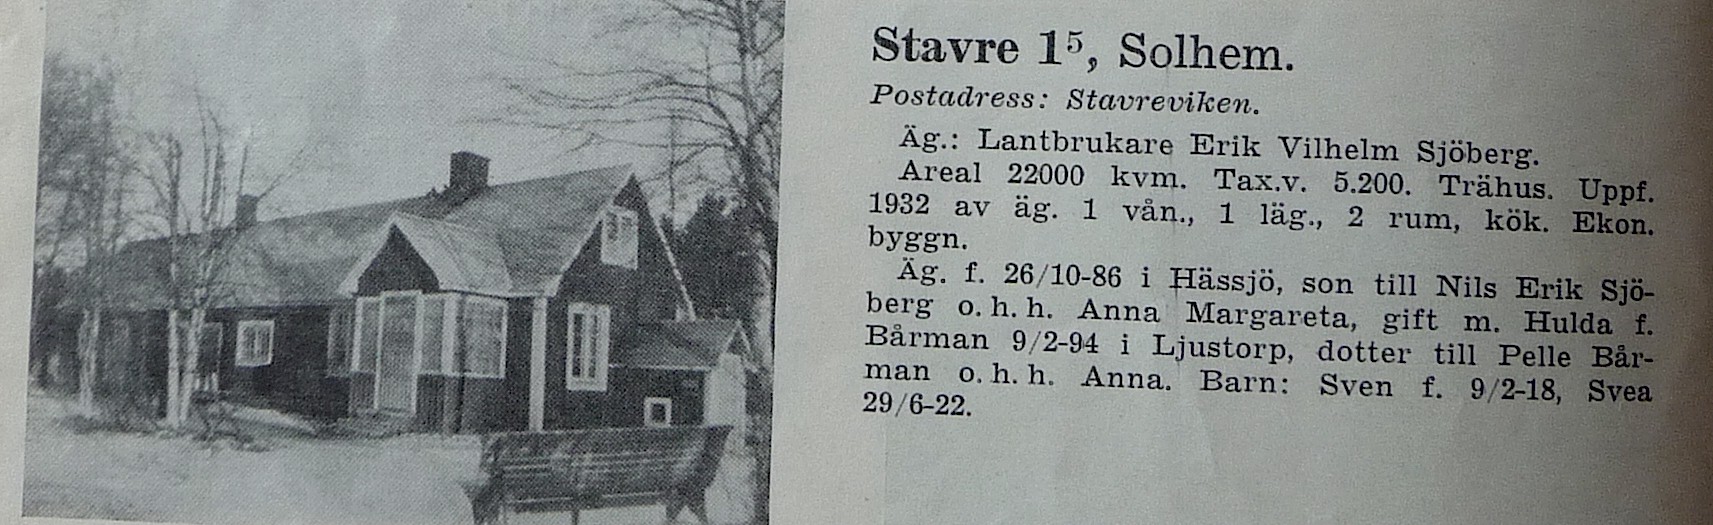 Stavre 1⁵, Solhem.
Postadress: Stavreviken.
Äg.: Lantbrukare Erik Vilhelm Sjöberg.
Areal 22000 kvm. Tax.v. 5.200. Trähus. Uppf.
1932 av äg. 1 vån., 1 läg., 2 rum, kök. Ekon.
byggn.
Äg. f. 26/10-86 i Hässjö, son till Nils Erik Sjö-
berg o. h. h. Anna Margareta, gift m. Hulda f.
Bårman 9/2-94 i Ljustorp, dotter till Pelle Bår-
man o. h. h. Anna. Barn: Sven f. 9/2-18, Svea
29/6-22.